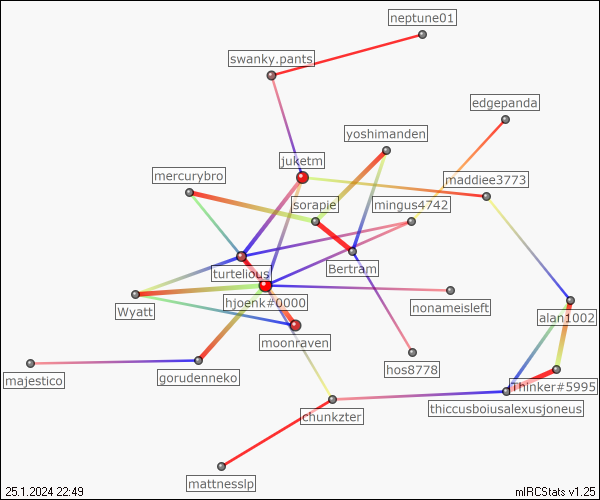 neptune01
swanky.pants
edgepanda
yoshimanden
juketm
mercurybro
maddiee3773
sorapie
mingus4742
Bertram
turtelious
hjoenk#0000
Wyatt
nonameisleft
alan1002
moonraven
hos8778
majestico
gorudenneko
Thinker#5995
thiccusboiusalexusjoneus
chunkzter
mattnesslp
25.1.2024 22:49
mIRCStats v1.25